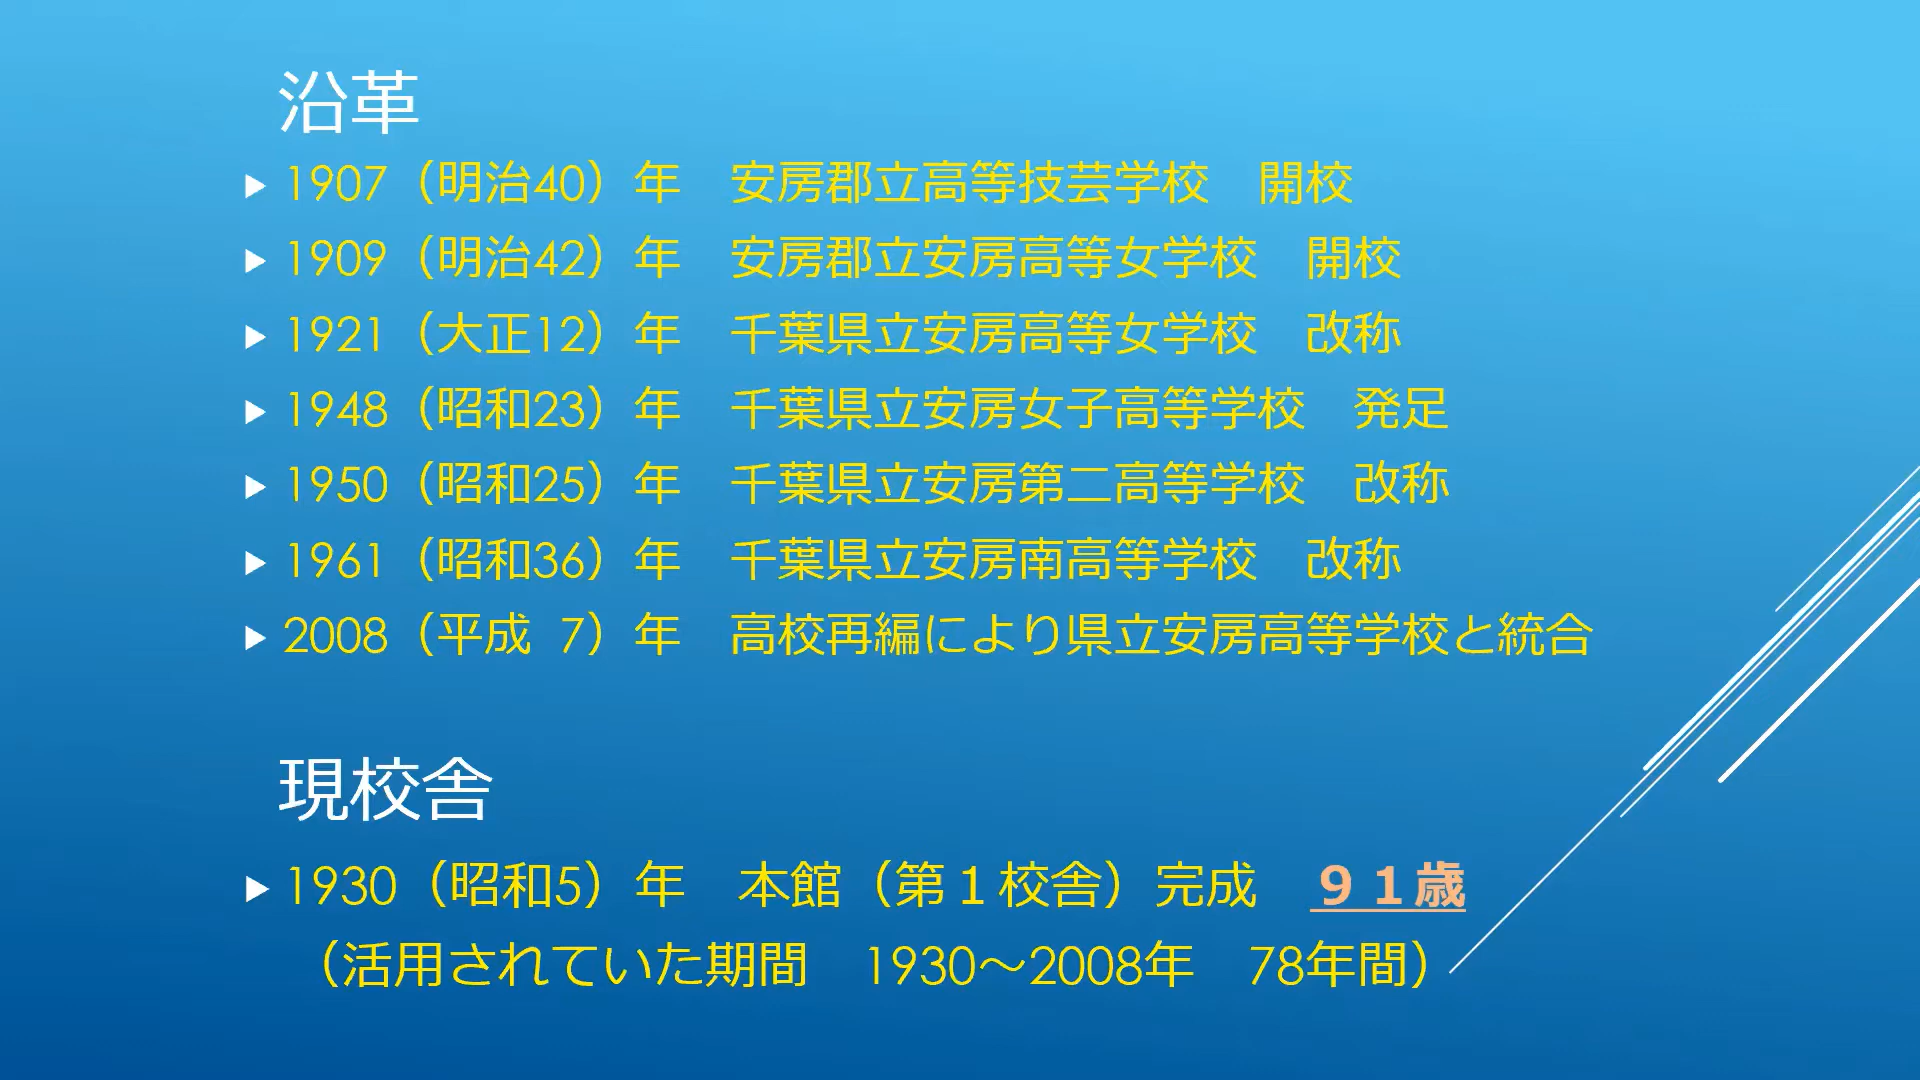 沿革
1907（明治40）年　安房郡立高等技芸学校　開校
1909（明治42）年　安房郡立安房高等女学校　開校
1921（大正12）年　千葉県立安房高等女学校　改称
1948（昭和23）年　千葉県立安房女子高等学校　発足
1950（昭和25）年　千葉県立安房第二高等学校　改称
1961（昭和36）年　千葉県立安房南高等学校　改称
2008（平成 7）年　高校再編により県立安房高等学校と統合
現校舎
1930（昭和5）年　本館（第１校舎）完成　９１歳
（活用されていた期間　1930～2008年　78年間）